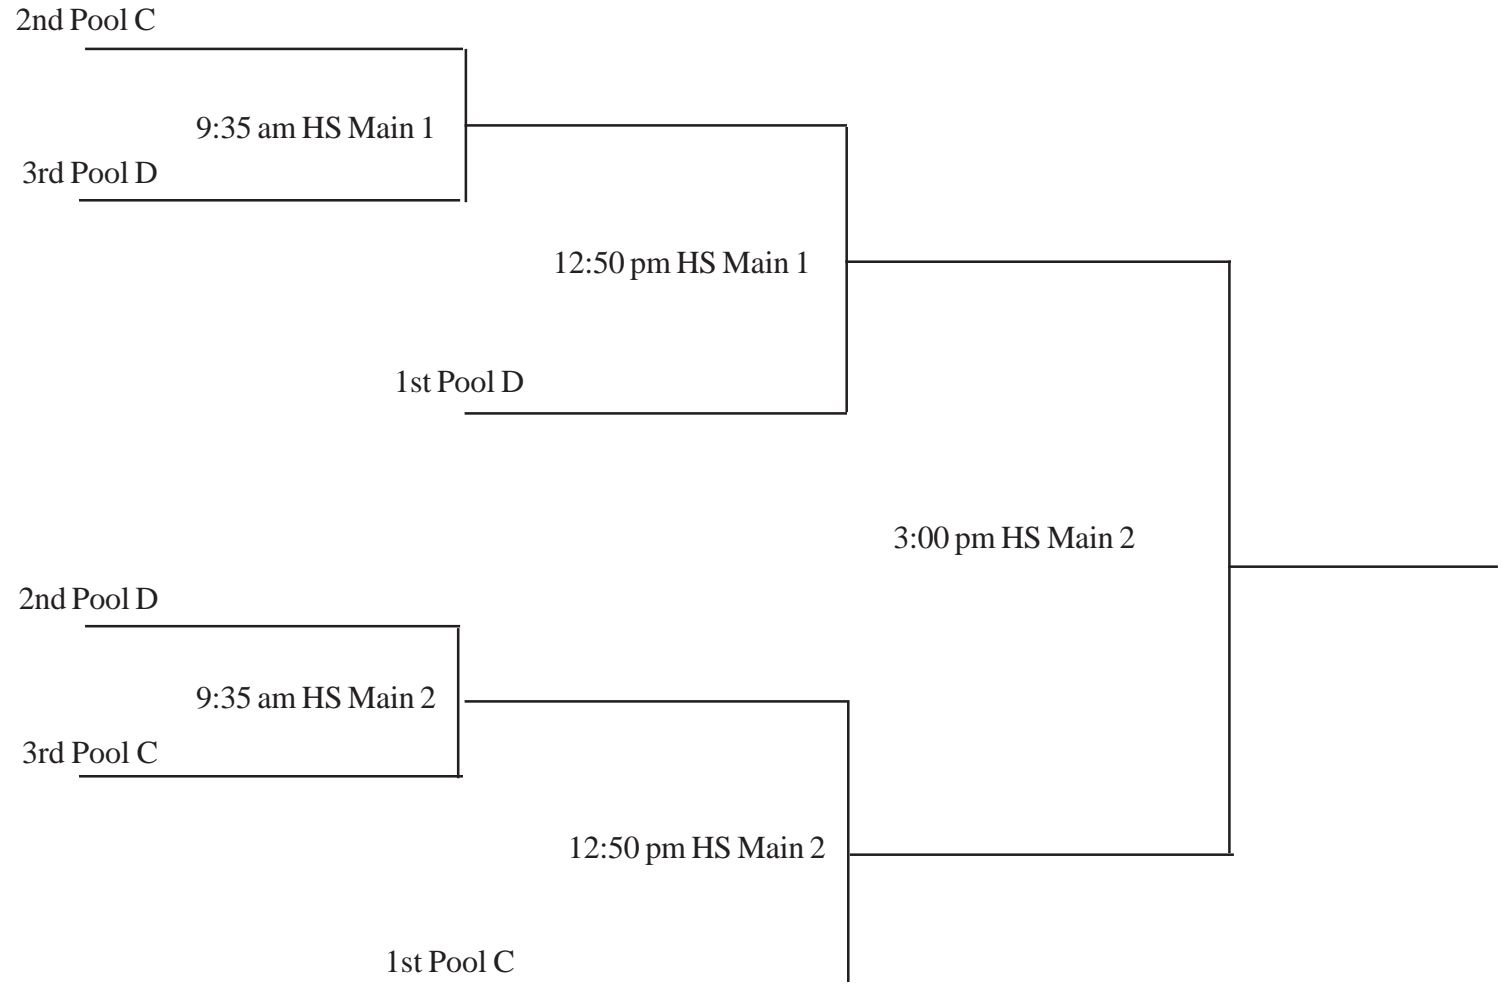 2nd Pool C
9:35 am HS Main 1
3rd Pool D
12:50 pm HS Main 1
1st Pool D
3:00 pm HS Main 2
2nd Pool D
9:35 am HS Main 2
3rd Pool C
12:50 pm HS Main 2
1st Pool C